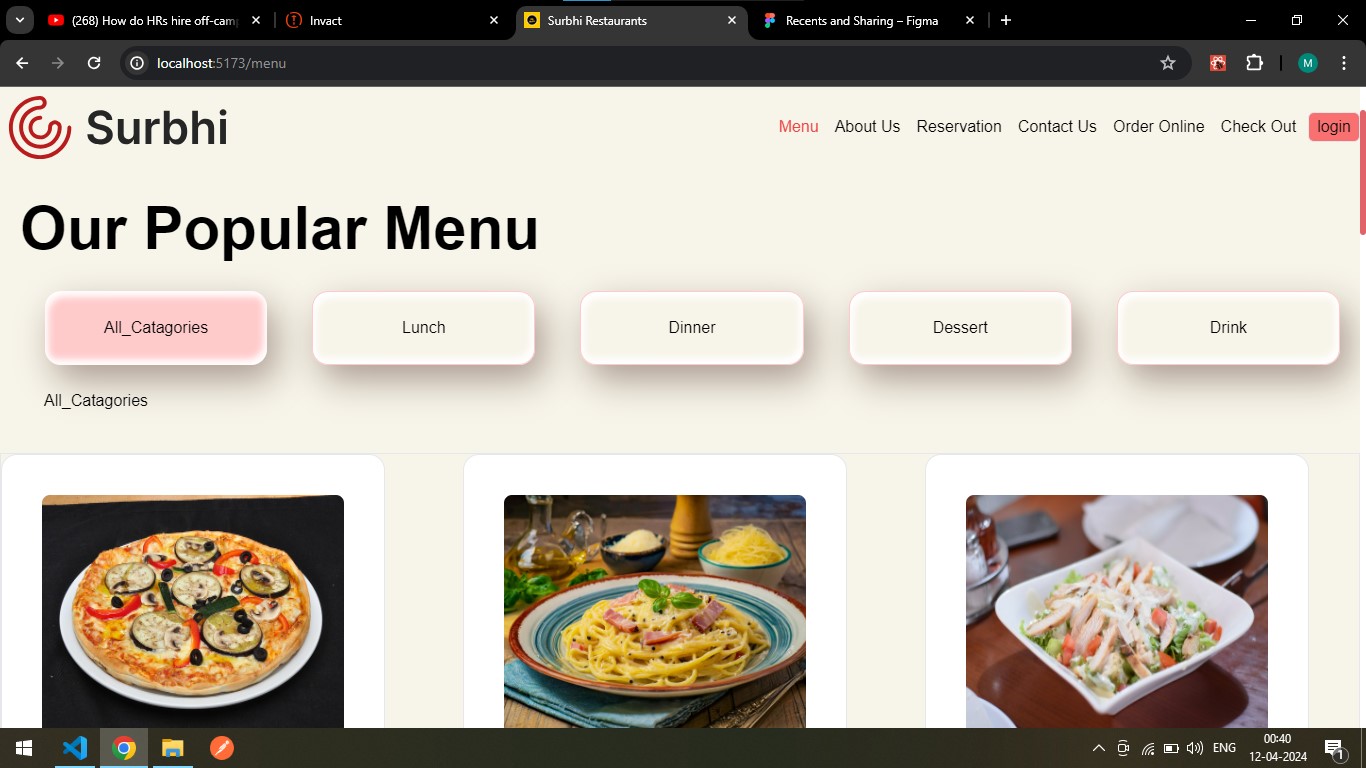 (268) How do HRs hire off-cam
Invact
Surbhi Restaurants
Recents and Sharing – Figma
localhost:5173/menu
M
Surbhi
Menu
About Us
Reservation
Contact Us
Order Online
Check Out
login
Our Popular Menu
All_Catagories
Lunch
Dinner
Dessert
Drink
All_Catagories
ENG
00:40
12-04-2024
1